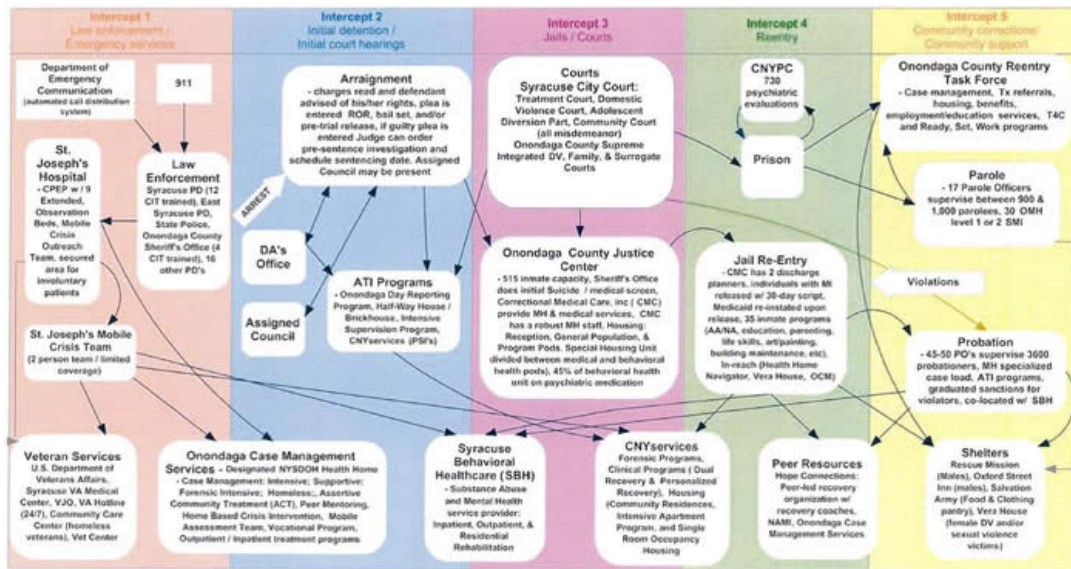 Intercept 1
Law enforcement /
Emergency services
Intercept 2
Initial detention /
Initial court hearings
Intercept 3
Jails / Courts
Intercept 4
Reentry
Intercept 5
Community corrections/
Community support
Department of
Emergency
Communication
(automated call distribution
system)
911
St.
Joseph's
Hospital
- CPEP w / 9
Extended,
Observation
Beds, Mobile
Crisis
Outreach
Team, secured
area for
involuntary
patients
Law
Enforcement
Syracuse PD (12
CIT trained), East
Syracuse PD,
State Police,
Onondaga County
Sheriff's Office (4
CIT trained), 16
other PD's
St. Joseph's Mobile
Crisis Team
(2 person team / limited
coverage)
ARREST
Arraignment
- charges read and defendant
advised of his/her rights, plea is
entered ROR, bail set, and/or
pre-trial release, if guilty plea is
entered Judge can order
pre-sentence investigation and
schedule sentencing date. Assigned
Council may be present
DA's
Office
Assigned
Council
ATI Programs
- Onondaga Day Reporting
Program, Half-Way House /
Brickhouse, Intensive
Supervision Program,
CNYservices (PSI's)
Courts
Syracuse City Court:
Treatment Court, Domestic
Violence Court, Adolescent
Diversion Part, Community Court
(all misdemeanor)
Onondaga County Supreme
Integrated DV, Family, & Surrogate
Courts
Onondaga County Justice
Center
- 515 inmate capacity, Sheriff's Office
does initial Suicide / medical screen,
Correctional Medical Care, inc ( CMC)
provide MH & medical services, CMC
has a robust MH staff. Housing:
Reception, General Population, &
Program Pods. Special Housing Unit
divided between medical and behavioral
health pods), 45% of behavioral health
unit on psychiatric medication
CNYPC
730
psychiatric
evaluations
Prison
Jail Re-Entry
- CMC has 2 discharge
planners, individuals with MI
released w / 30-day script,
Medicaid re-instated upon
release, 35 inmate programs
(AA/NA, education, parenting,
life skills, art/painting,
building maintenance, etc),
In-reach (Health Home
Navigator, Vera House, OCM)
Onondaga County Reentry
Task Force
- Case management, Tx referrals,
housing, benefits,
employment/education services, T4C
and Ready, Set, Work programs
Parole
- 17 Parole Officers
supervise between 900 &
1,000 parolees, 30 OMH
level 1 or 2 SMI
Violations
Probation
- 45-50 PO's supervise 3600
probationers, MH specialized
case load, ATI programs,
graduated sanctions for
violators, co-located w/ SBH
Veteran Services
U.S. Department of
Veterans Affairs,
Syracuse VA Medical
Center, VJO, VA Hotline
(24/7), Community Care
Center (homeless
veterans), Vet Center
Onondaga Case Management
Services - Designated NYSDOH Health Home
- Case Management: Intensive; Supportive;
Forensic Intensive; Homeless;, Assertive
Community Treatment (ACT), Peer Mentoring,
Home Based Crisis Intervention, Mobile
Assessment Team, Vocational Program,
Outpatient / Inpatient treatment programs
Syracuse
Behavioral
Healthcare (SBH)
- Substance Abuse
and Mental Health
service provider:
Inpatient, Outpatient, &
Residential
Rehabilitation
CNYservices
Forensic Programs,
Clinical Programs ( Dual
Recovery & Personalized
Recovery), Housing
(Community Residences,
Intensive Apartment
Program, and Single
Room Occupancy
Housing
Peer Resources
Hope Connections:
Peer-led recovery
organization w/
recovery coaches,
NAMI, Onondaga Case
Management Services
Shelters
Rescue Mission
(Males), Oxford Street
Inn (males), Salvation
Army (Food & Clothing
pantry), Vera House
(female DV and/or
sexual violence
victims)